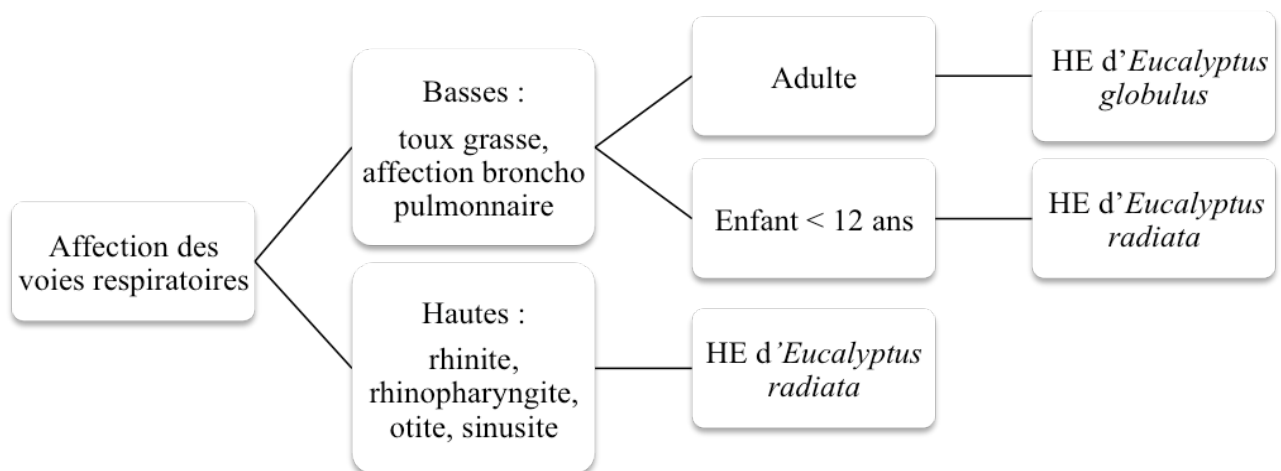 Affection des
voies respiratoires
Basses :
toux grasse,
affection broncho
pulmonnaire
Adulte
HE d’Eucalyptus
globulus
Enfant < 12 ans
HE d’Eucalyptus
radiata
Hautes :
rhinite,
rhinopharyngite,
otite, sinusite
HE d’Eucalyptus
radiata